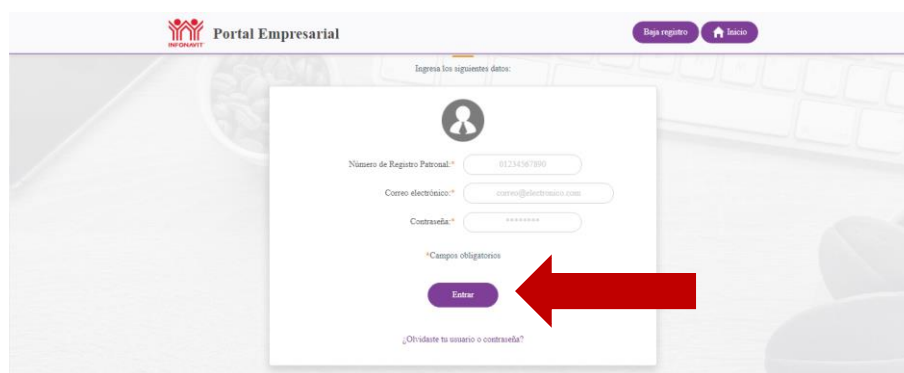 INFONAVIT
Portal Empresarial
Baja registro
Inicio
Ingresa los siguientes datos:
Número de Registro Patronal:*
01234567890
Correo electrónico:*
correo@electronico.com
Contraseña:*
********
*Campos obligatorios
Entrar
¿Olvidaste tu usuario o contraseña?